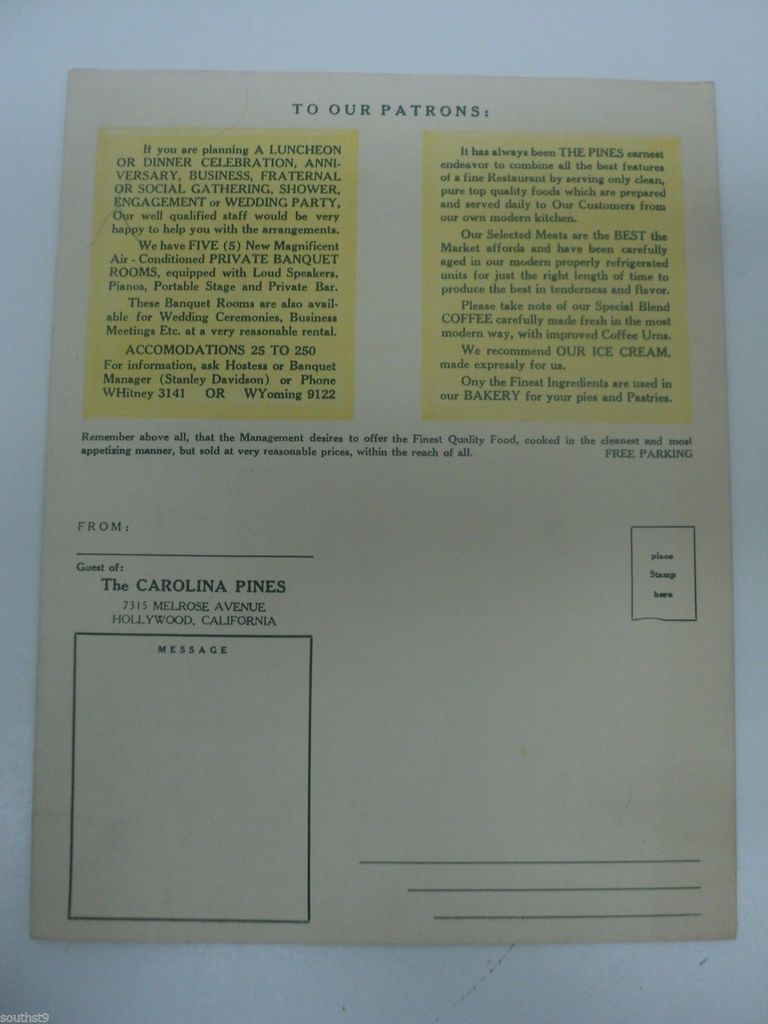 TO OUR PATRONS:
If you are planning A LUNCHEON
OR DINNER CELEBRATION, ANNI-
VERSARY, BUSINESS, FRATERNAL
OR SOCIAL GATHERING, SHOWER,
ENGAGEMENT or WEDDING PARTY,
Our well qualified staff would be very
happy to help you with the arrangements.
We have FIVE (5) New Magnificent
Air - Conditioned PRIVATE BANQUET
ROOMS, equipped with Loud Speakers,
Pianos, Portable Stage and Private Bar.
These Banquet Rooms are also avail-
able for Wedding Ceremonies, Business
Meetings Etc. at a very reasonable rental.
ACCOMODATIONS 25 TO 250
For information, ask Hostess or Banquet
Manager (Stanley Davidson) or Phone
WHitney 3141 OR WYoming 9122
It has always been THE PINES earnest
endeavor to combine all the best features
of a fine Restaurant by serving only clean,
pure top quality foods which are prepared
and served daily to Our Customers from
our own modern kitchen.
Our Selected Meats are the BEST the
Market affords and have been carefully
aged in our modern properly refrigerated
units for just the right length of time to
produce the best in tenderness and flavor.
Please take note of our Special Blend
COFFEE carefully made fresh in the most
modern way, with improved Coffee Urns.
We recommend OUR ICE CREAM,
made expressly for us.
Ony the Finest Ingredients are used in
our BAKERY for your pies and Pastries.
Remember above all, that the Management desires to offer the Finest Quality Food, cooked in the cleanest and most
appetizing manner, but sold at very reasonable prices, within the reach of all. FREE PARKING
FROM:
Guest of:
The CAROLINA PINES
7315 MELROSE AVENUE
HOLLYWOOD, CALIFORNIA
MESSAGE
place
Stamp
here
southst9